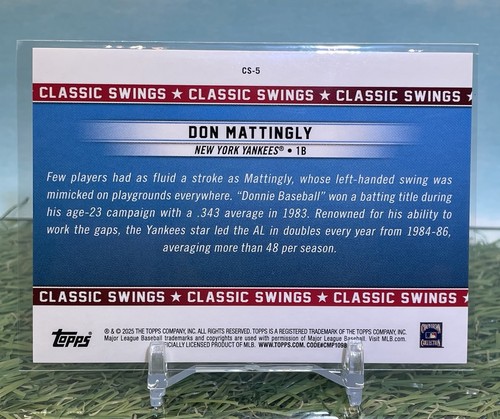 CS-5
CLASSIC SWINGS ★ CLASSIC SWINGS ★ CLASSIC SWINGS ★
DON MATTINGLY
NEW YORK YANKEES® • 1B
Few players had as fluid a stroke as Mattingly, whose left-handed swing was
mimicked on playgrounds everywhere. “Donnie Baseball” won a batting title during
his age-23 campaign with a .343 average in 1983. Renowned for his ability to
work the gaps, the Yankees star led the AL in doubles every year from 1984-86,
averaging more than 48 per season.
CLASSIC SWINGS ★ CLASSIC SWINGS ★ CLASSIC SWINGS ★
Topps®
® & © 2025 THE TOPPS COMPANY, INC. ALL RIGHTS RESERVED. TOPPS IS A REGISTERED TRADEMARK OF THE TOPPS COMPANY, INC.
Major League Baseball trademarks and copyrights are used with permission of Major League Baseball. Visit MLB.com.
ICIALLY LICENSED PRODUCT OF MLB. WWW.TOPPS.COM. CODE#CMP1098
COOPERSTOWN
COLLECTION